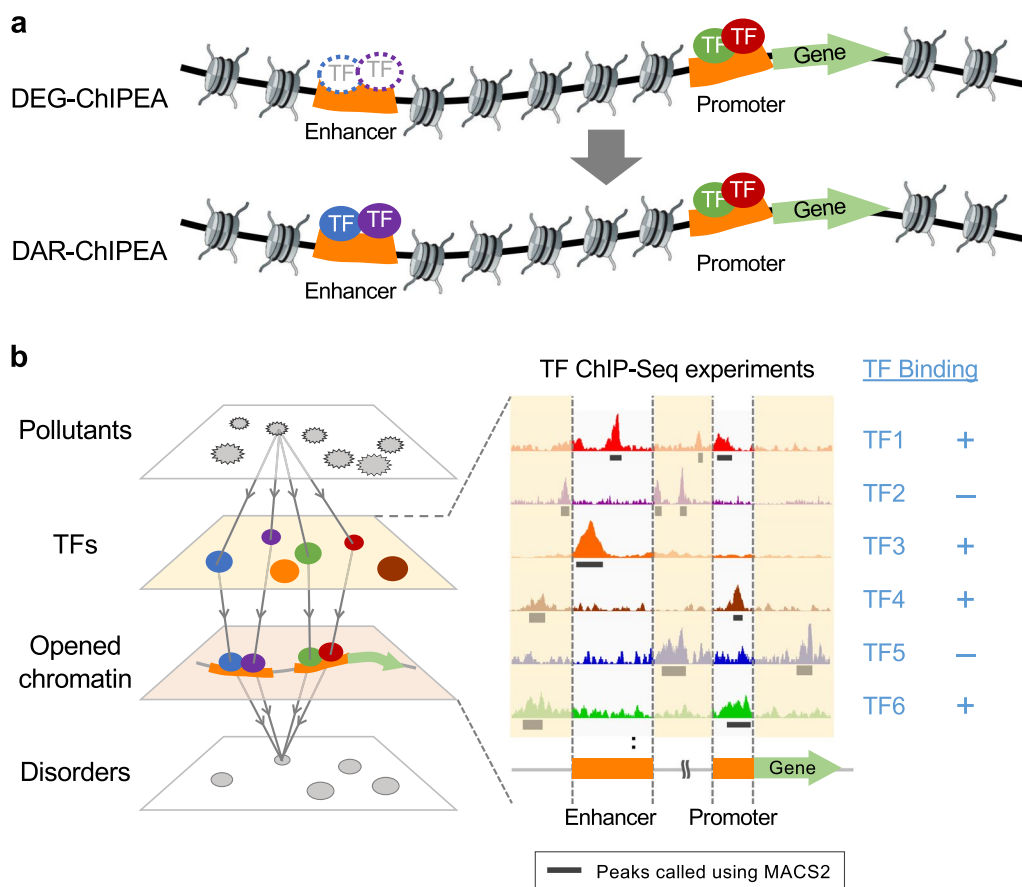 a
DEG-ChIPEA
TF TF
TF TF
Gene
Enhancer
Promoter
DAR-ChIPEA
TF TF
TF TF
Gene
Enhancer
Promoter
b
TF ChIP-Seq experiments
TF Binding
Pollutants
TFs
Opened
chromatin
Disorders
TF1 +
TF2 –
TF3 +
TF4 +
TF5 –
TF6 +
:
Gene
Enhancer
Promoter
Peaks called using MACS2